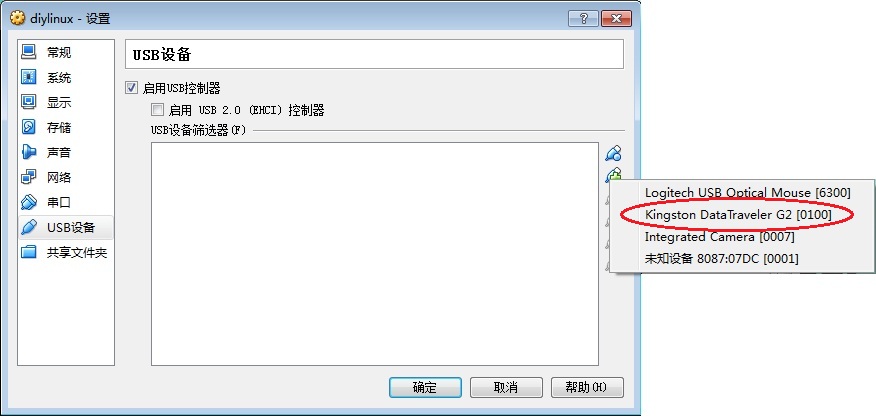 diylinux - 设置
常规
系统
显示
存储
声音
网络
串口
USB设备
共享文件夹
USB设备
启用USB控制器
启用 USB 2.0 (EHCI) 控制器
USB设备筛选器(F)
Logitech USB Optical Mouse [6300]
Kingston DataTraveler G2 [0100]
Integrated Camera [0007]
未知设备 8087:07DC [0001]
确定
取消
帮助(H)